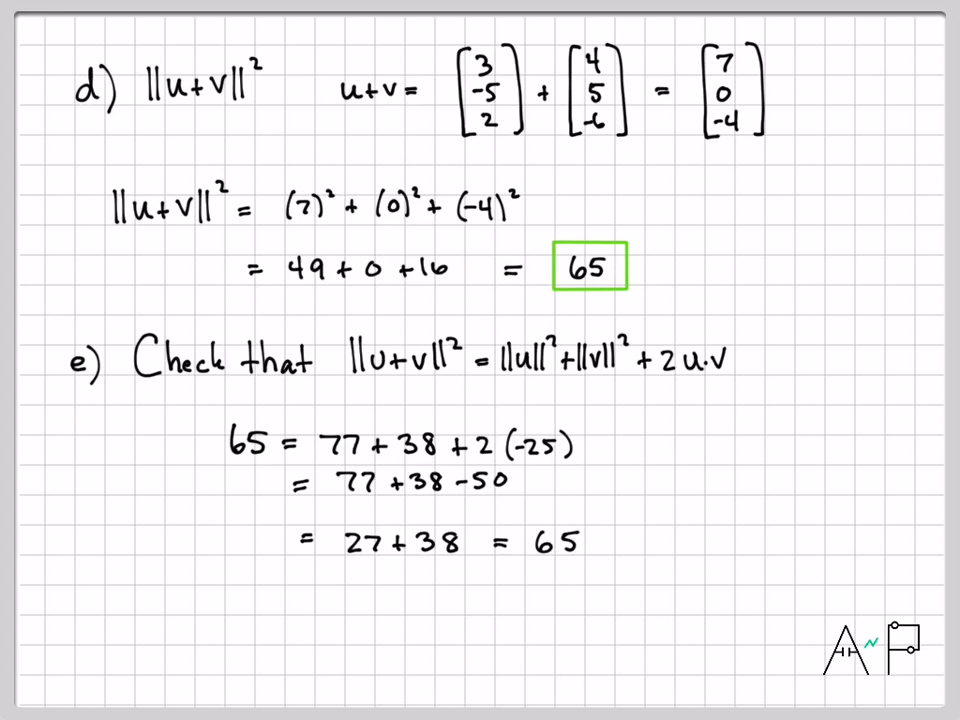 d) ||u+v||² u+v = [3 -5 2] + [4 5 -6] = [7 0 -4]
||u+v||² = (7)² + (0)² + (-4)²
= 49 + 0 + 16 = 65
e) Check that ||u+v||² = ||u||² + ||v||² + 2 u·v
65 = 77 + 38 + 2 (-25)
= 77 + 38 - 50
= 27 + 38 = 65
A P